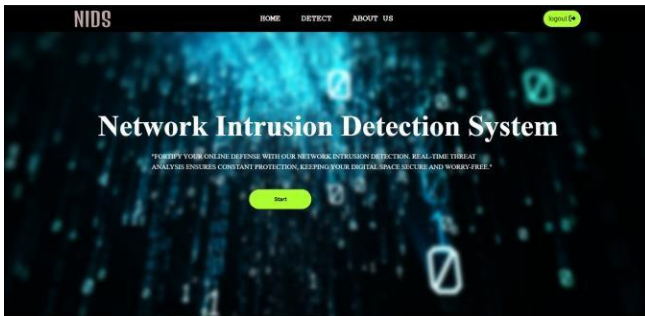 NIDS
HOME DETECT ABOUT US
logout
Network Intrusion Detection System
"FORTIFY YOUR ONLINE DEFENSE WITH OUR NETWORK INTRUSION DETECTION. REAL-TIME THREAT
ANALYSIS ENSURES CONSTANT PROTECTION, KEEPING YOUR DIGITAL SPACE SECURE AND WORRY-FREE."
Start